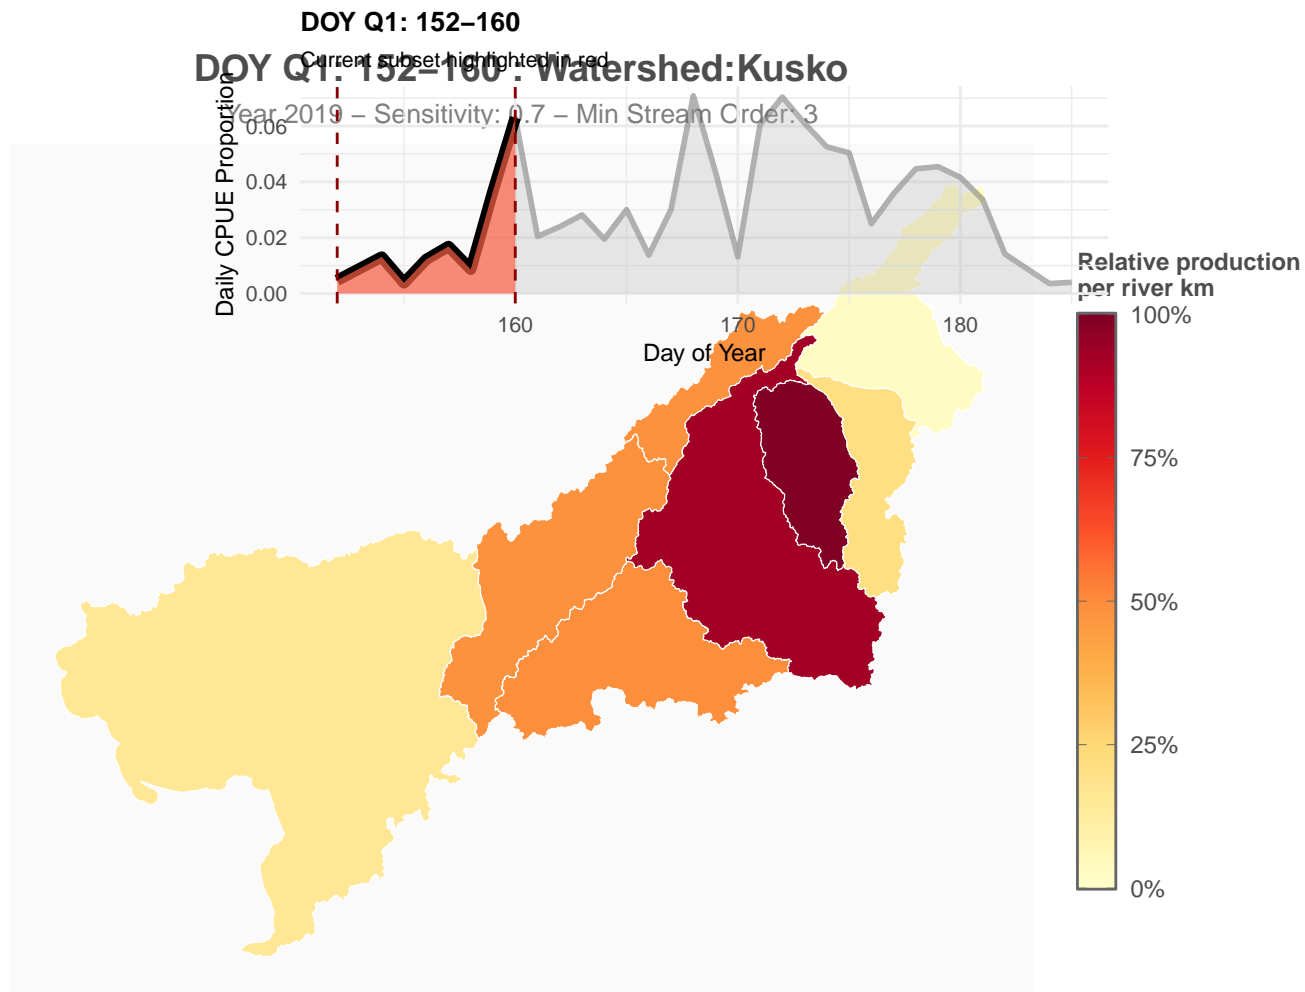 DOY Q1: 152–160
Current subset highlighted in red
DOY Q1: 152–160 : Watershed:Kusko
Year 2019 – Sensitivity: 0.7 – Min Stream Order: 3
Daily CPUE Proportion
0.06
0.04
0.02
0.00
160
170
180
Day of Year
Relative production
per river km
100%
75%
50%
25%
0%